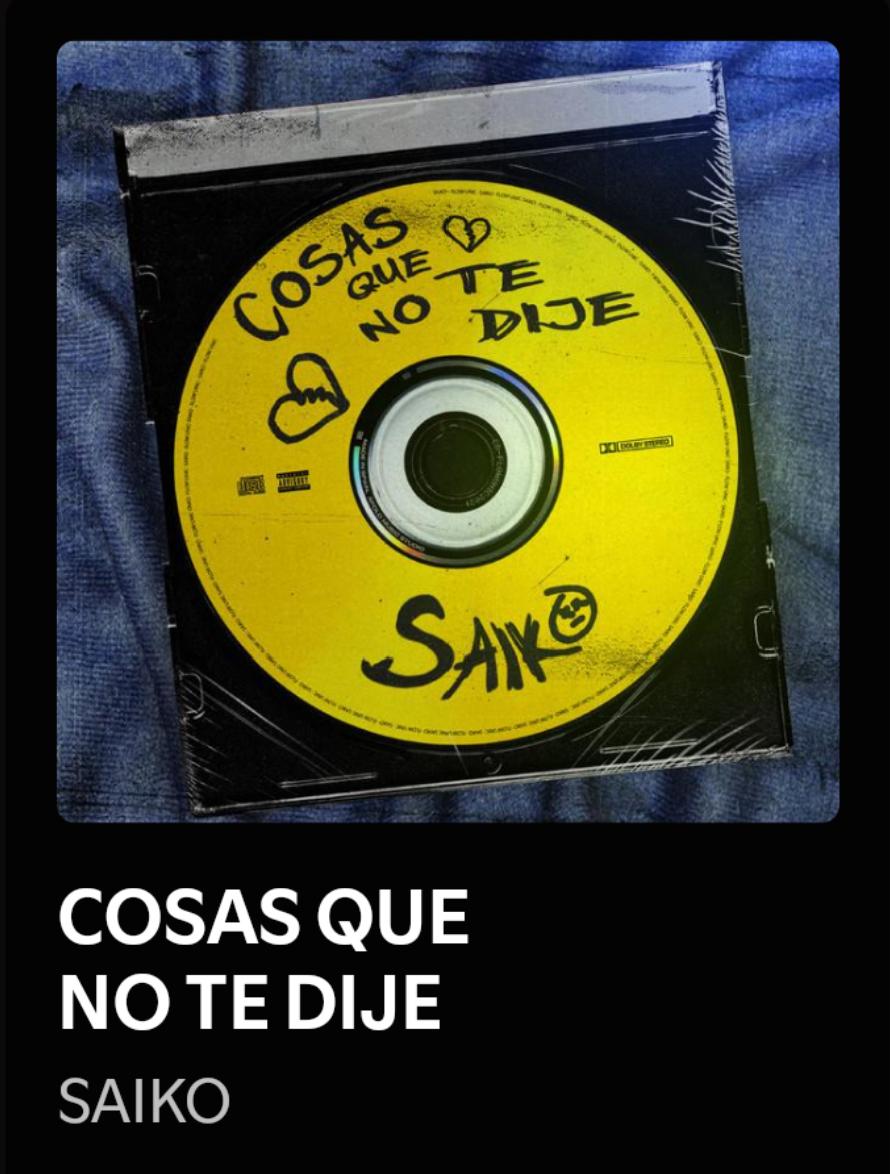 COSAS
QUE
NO TE
DIJE
DOLBY STEREO
SAIKO
COSAS QUE
NO TE DIJE
SAIKO